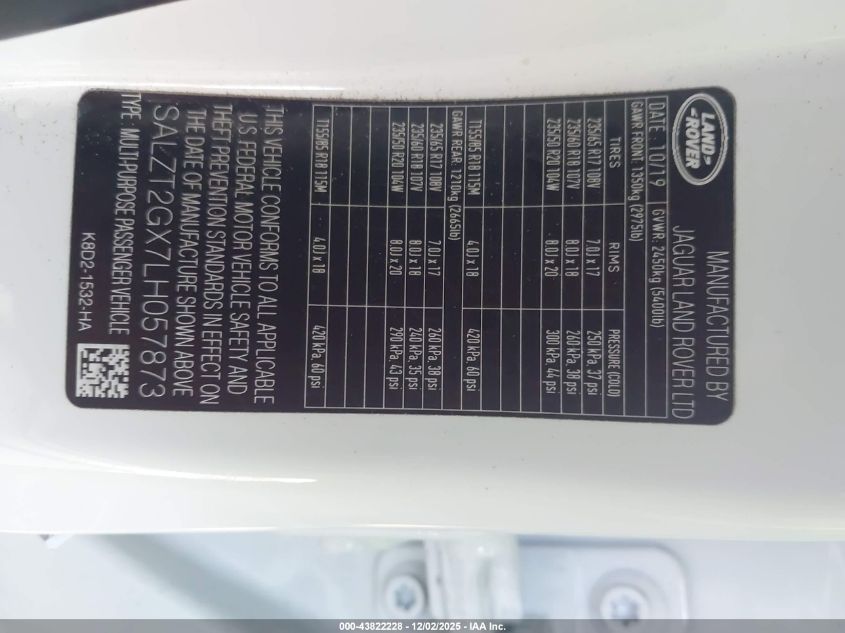 LAND
ROVER
MANUFACTURED BY
JAGUAR LAND ROVER LTD
DATE: 10/19 GVWR: 2450kg (5400lb)
GAWR FRONT: 1350kg (2975lb)
TIRES RIMS PRESSURE (COLD)
235/65 R17 108V 7.0J x 17 250 kPa, 37 psi
235/60 R18 107V 8.0J x 18 260 kPa, 38 psi
235/50 R20 104W 8.0J x 20 300 kPa, 44 psi
T155/85 R18 115M 4.0J x 18 420 kPa, 60 psi
GAWR REAR: 1210kg (2665lb)
235/65 R17 108V 7.0J x 17 260 kPa, 38 psi
235/60 R18 107V 8.0J x 18 240 kPa, 35 psi
235/50 R20 104W 8.0J x 20 290 kPa, 43 psi
T155/85 R18 115M 4.0J x 18 420 kPa, 60 psi
THIS VEHICLE CONFORMS TO ALL APPLICABLE
U.S. FEDERAL MOTOR VEHICLE SAFETY AND
THEFT PREVENTION STANDARDS IN EFFECT ON
THE DATE OF MANUFACTURE SHOWN ABOVE
SALZT2GX7LH057873
TYPE: MULTI-PURPOSE PASSENGER VEHICLE
K8D2-1532-HA
000-43822228 - 12/02/2025 - IAA Inc.